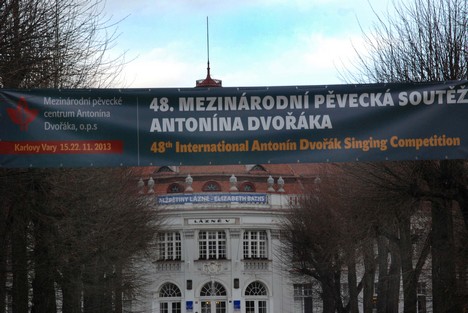 Mezinárodní pěvecké
centrum Antonína
Dvořáka, o.p.s
Karlovy Vary 15.22. 11. 2013
48. MEZINÁRODNÍ PĚVECKÁ SOUTĚŽ
ANTONÍNA DVOŘÁKA
48th International Antonín Dvořák Singing Competition
ALŽBĚTINY LÁZNĚ - ELIZABETH BATHS
LÁZNĚ V